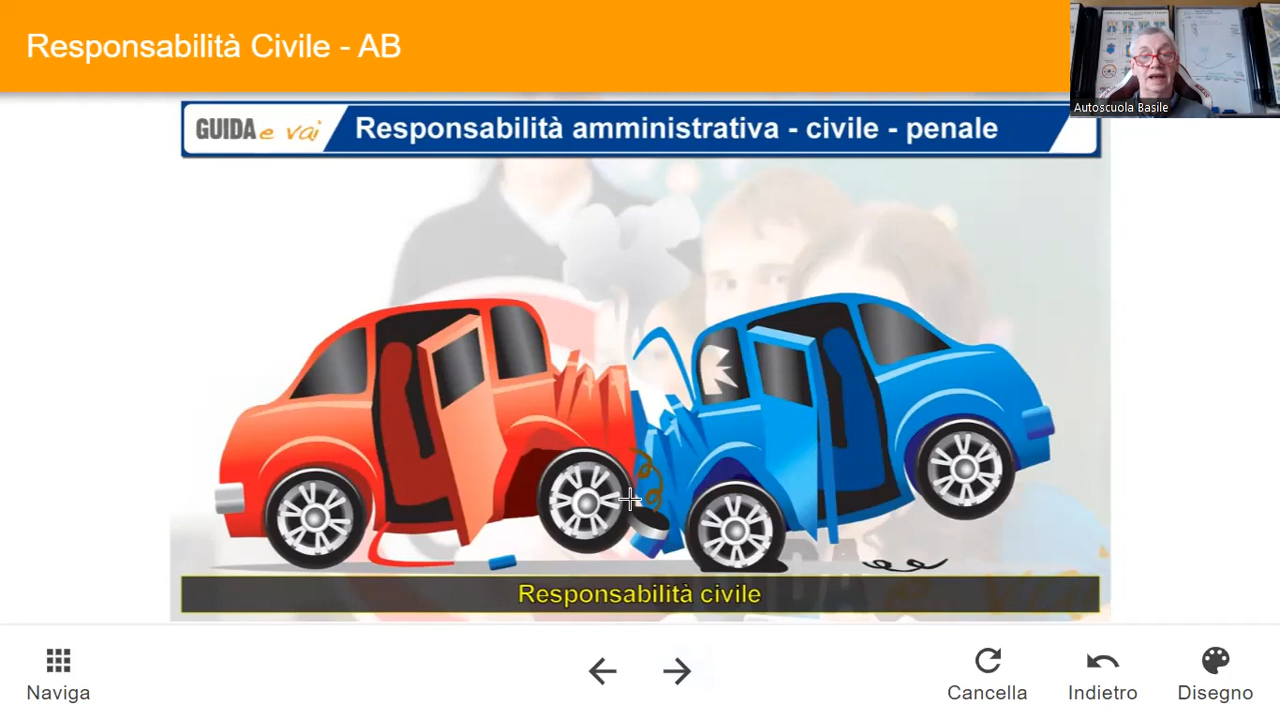 Responsabilità Civile - AB
Autoscuola Basile
GUIDA e vai
Responsabilità amministrativa - civile - penale
Responsabilità civile
Naviga
Cancella
Indietro
Disegno